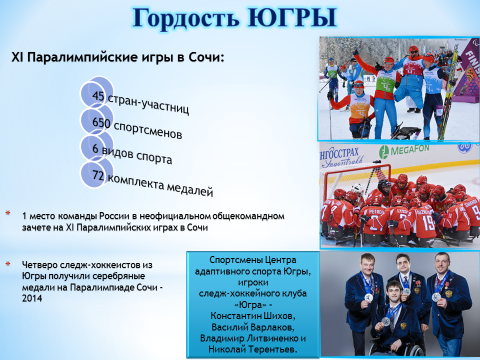 Гордость ЮГРЫ
XI Паралимпийские игры в Сочи:
45 стран-участниц
650 спортсменов
6 видов спорта
72 комплекта медалей
* 1 место команды России в неофициальном общекомандном
зачете на XI Паралимпийских играх в Сочи
* Четверо следж-хоккеистов из
Югры получили серебряные
медали на Паралимпиаде Сочи -
2014
FINIS
НГОССТРАХ
MEGAFON
PETROV
19
Спортсмены Центра
адаптивного спорта Югры,
игроки
следж-хоккейного клуба
«Югра» -
Константин Шихов,
Василий Варлаков,
Владимир Литвиненко и
Николай Терентьев.